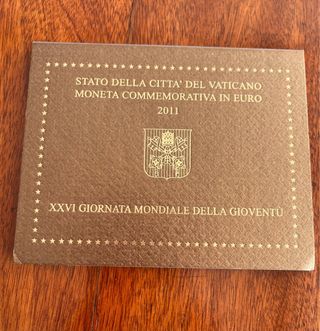 STATO DELLA CITTA' DEL VATICANO
MONETA COMMEMORATIVA IN EURO
2011
XXVI GIORNATA MONDIALE DELLA GIOVENTÙ